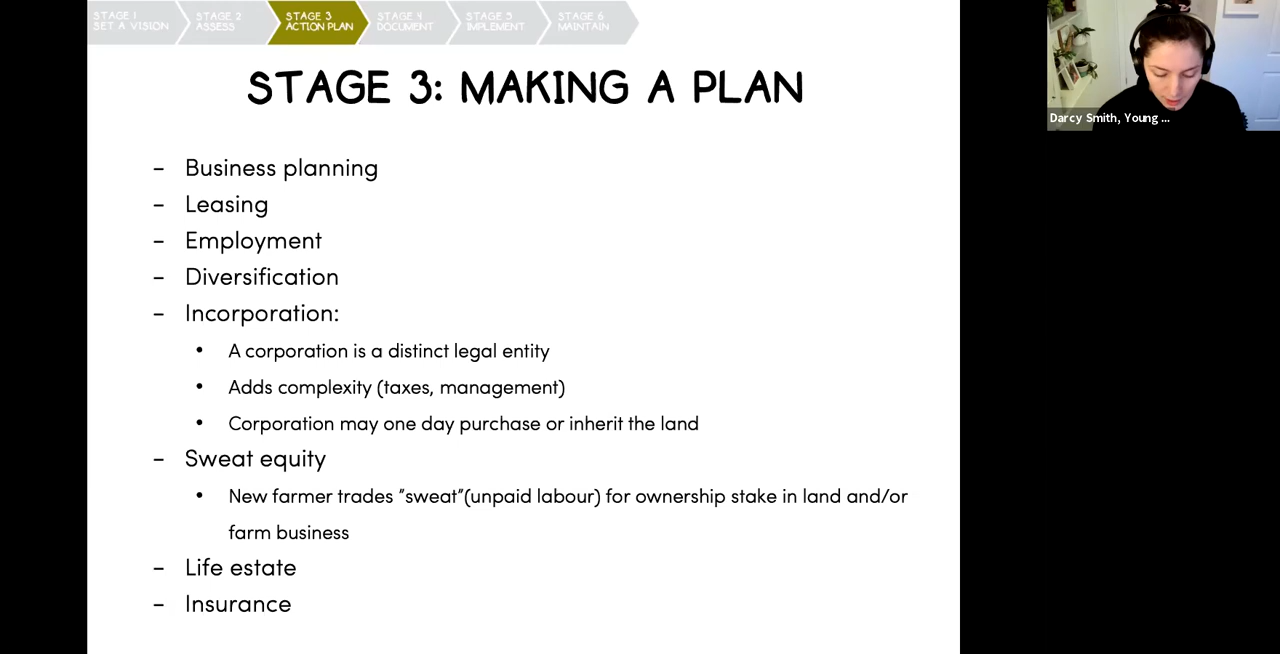 STAGE 1
SET A VISION
STAGE 2
ASSESS
STAGE 3
ACTION PLAN
STAGE 4
DOCUMENT
STAGE 5
IMPLEMENT
STAGE 6
MAINTAIN
STAGE 3: MAKING A PLAN
- Business planning
- Leasing
- Employment
- Diversification
- Incorporation:
• A corporation is a distinct legal entity
• Adds complexity (taxes, management)
• Corporation may one day purchase or inherit the land
- Sweat equity
• New farmer trades "sweat"(unpaid labour) for ownership stake in land and/or
farm business
- Life estate
- Insurance
Darcy Smith, Young ...